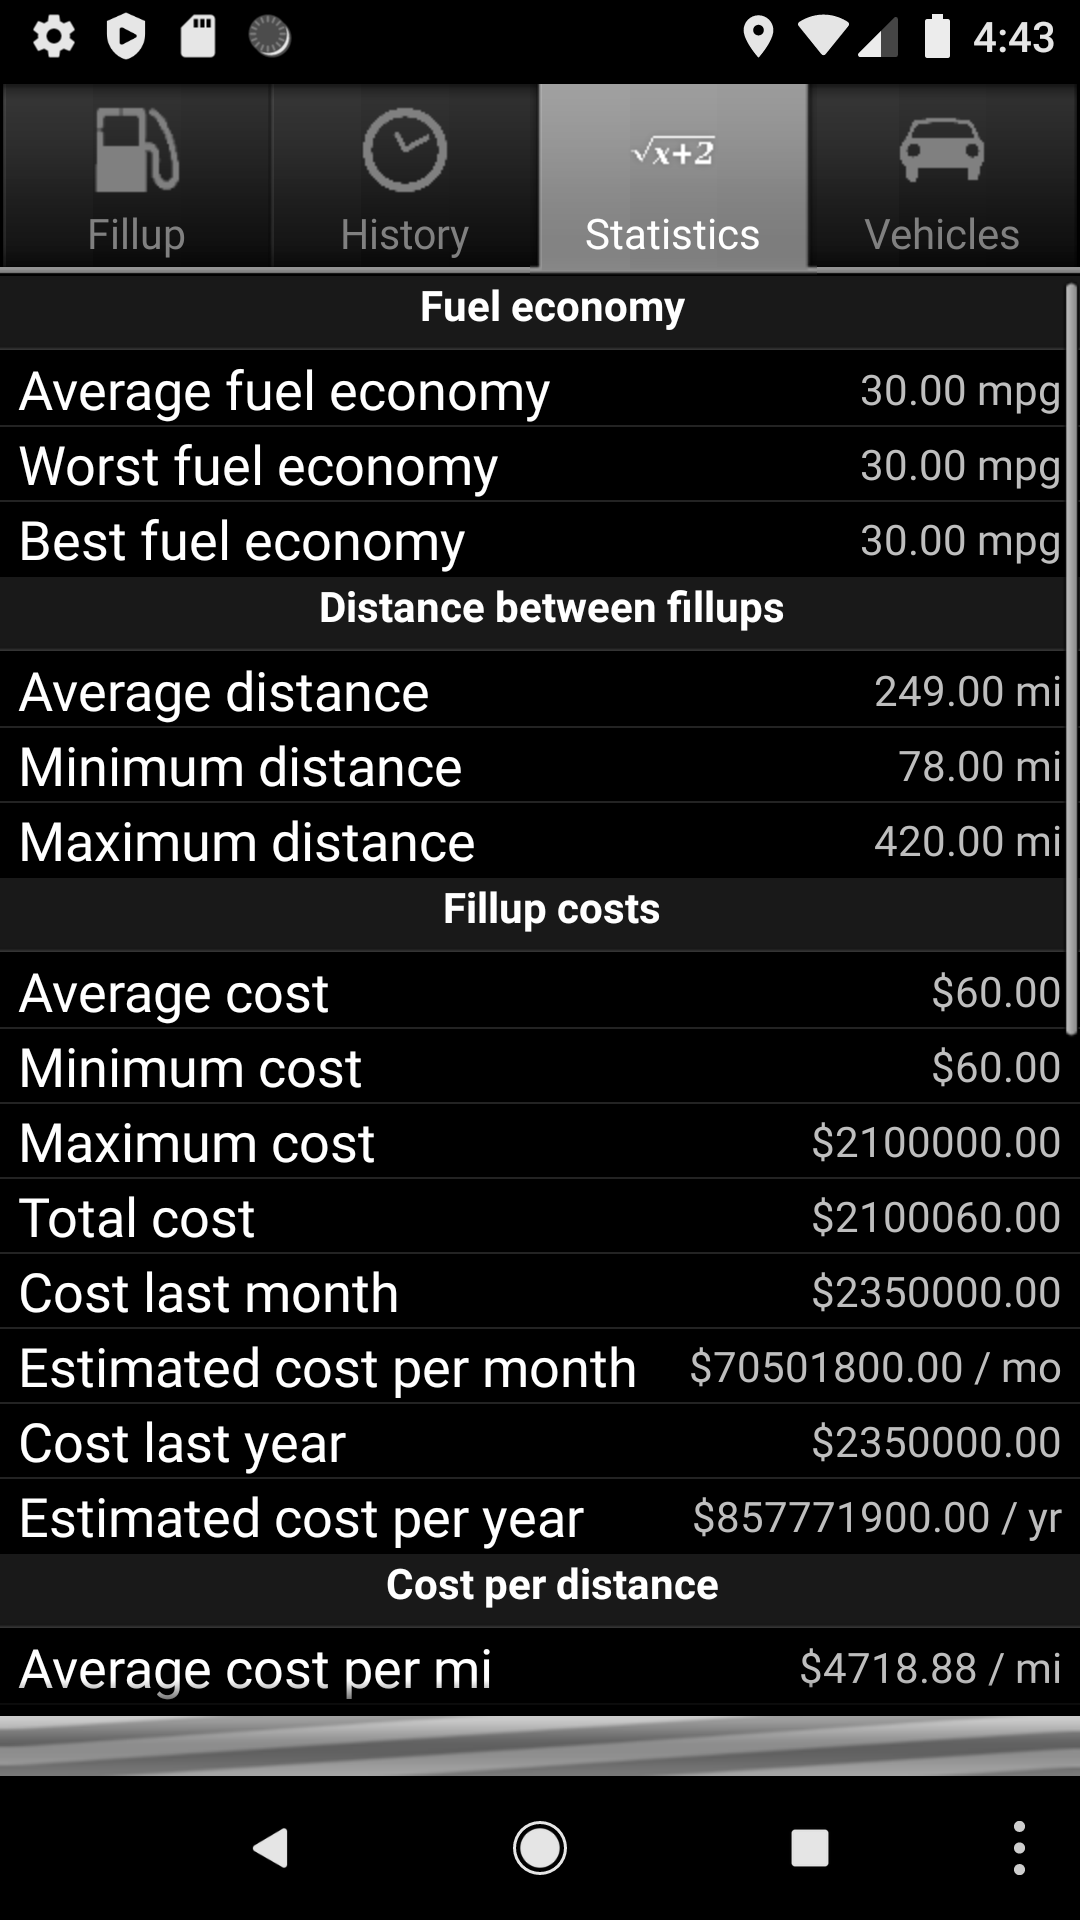 4:43
Fillup
History
√x+2
Statistics
Vehicles
Fuel economy
Average fuel economy 30.00 mpg
Worst fuel economy 30.00 mpg
Best fuel economy 30.00 mpg
Distance between fillups
Average distance 249.00 mi
Minimum distance 78.00 mi
Maximum distance 420.00 mi
Fillup costs
Average cost $60.00
Minimum cost $60.00
Maximum cost $2100000.00
Total cost $2100060.00
Cost last month $2350000.00
Estimated cost per month $70501800.00 / mo
Cost last year $2350000.00
Estimated cost per year $857771900.00 / yr
Cost per distance
Average cost per mi $4718.88 / mi